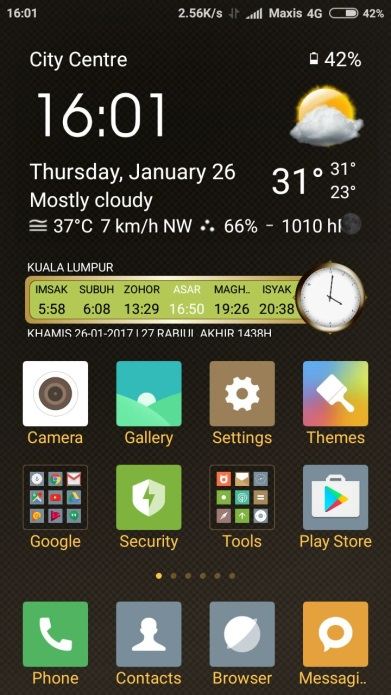 16:01 2.56K/s Maxis 4G 42%
City Centre 42%
16:01
Thursday, January 26
Mostly cloudy
31° 31° 23°
37°C 7 km/h NW 66% - 1010 hP
KUALA LUMPUR
IMSAK SUBUH ZOHOR ASAR MAGH.. ISYAK
5:58 6:08 13:29 16:50 19:26 20:38
KHAMIS 26-01-2017 | 27 RABIUL AKHIR 1438H
Camera Gallery Settings Themes
Google Security Tools Play Store
Phone Contacts Browser Messagi..